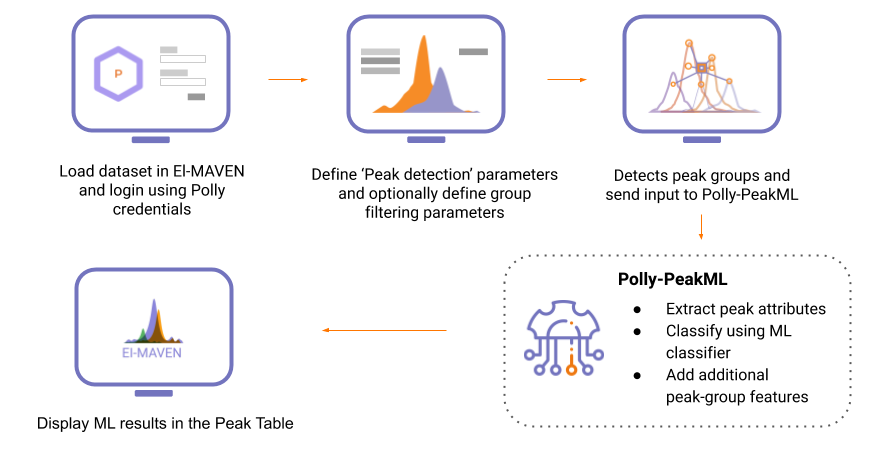 P
Load dataset in El-MAVEN
and login using Polly
credentials
Define ‘Peak detection’ parameters
and optionally define group
filtering parameters
Detects peak groups and
send input to Polly-PeakML
Polly-PeakML
● Extract peak attributes
● Classify using ML
classifier
● Add additional
peak-group features
El-MAVEN
Display ML results in the Peak Table